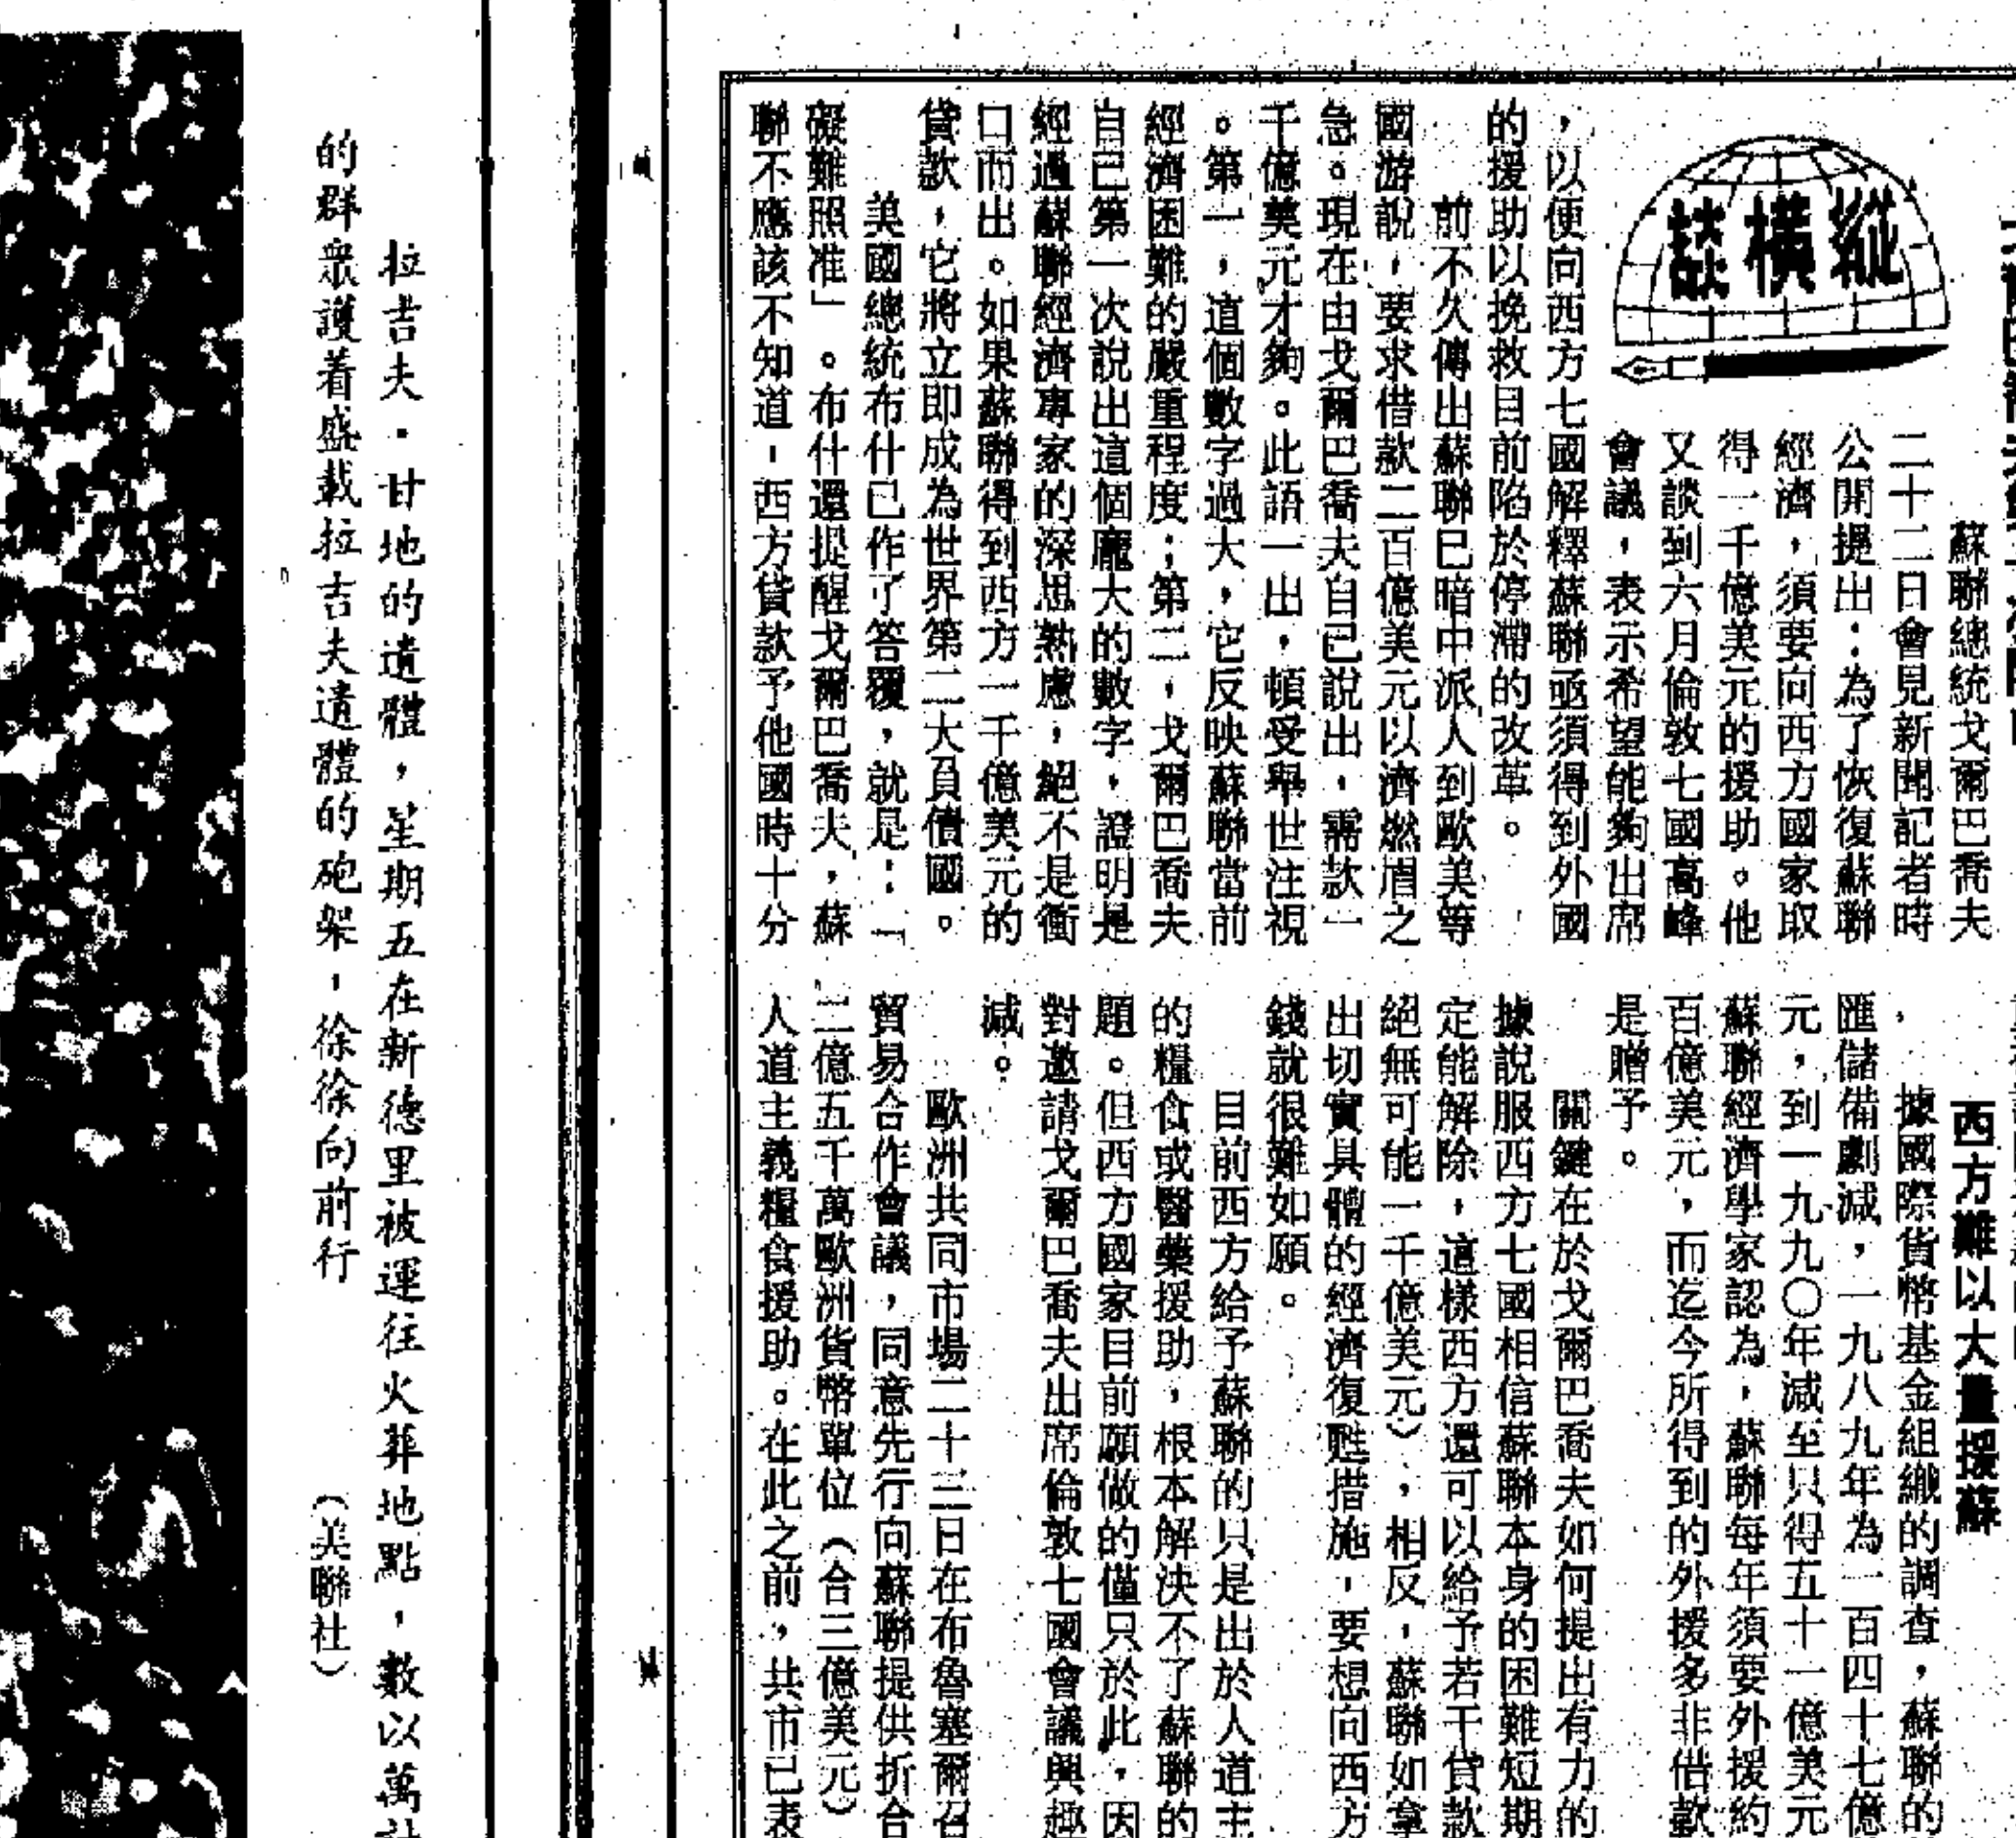 縱橫談
蘇聯總統戈爾巴喬夫
二十二日會見新聞記者時
公開提出：為了恢復蘇聯
經濟，須要向西方國家取
得一千億美元的援助。他
又談到六月倫敦七國高峰
會議，表示希望能夠出席
，以便向西方七國解釋蘇聯亟須得到外國
的援助以挽救目前陷於停滯的改革。
前不久傳出蘇聯已暗中派人到歐美等
國游說，要求借款二百億美元以濟燃眉之
急。現在由戈爾巴喬夫自己說出，需款一
千億美元才夠。此語一出，頓受舉世注視
。第一，這個數字過大，它反映蘇聯當前
經濟困難的嚴重程度；第二，戈爾巴喬夫
自己第一次說出這個龐大的數字，證明是
經過蘇聯經濟專家的深思熟慮，絕不是衝
口而出。如果蘇聯得到西方一千億美元的
貸款，它將立即成為世界第二大負債國。
美國總統布什已作了答覆，就是：「
礙難照准」。布什還提醒戈爾巴喬夫，蘇
聯不應該不知道，西方貸款予他國時十分
西方難以大量援蘇
據國際貨幣基金組織的調查，蘇聯的
匯儲備劇減，一九八九年為一百四十七億
元，到一九九〇年減至只得五十一億美元
蘇聯經濟學家認為，蘇聯每年須要外援約
百億美元，而迄今所得到的外援多非借款
是贈予。
關鍵在於戈爾巴喬夫如何提出有力的
據說服西方七國相信蘇聯本身的困難短期
定能解除，這樣西方還可以給予若干貸款
絕無可能一千億美元），相反，蘇聯如拿
出切實具體的經濟復甦措施，要想向西方
錢就很難如願。
目前西方給予蘇聯的只是出於人道主
的糧食或醫藥援助，根本解決不了蘇聯的
題。但西方國家目前願做的僅只於此，因
對邀請戈爾巴喬夫出席倫敦七國會議興趣
減。
歐洲共同市場二十三日在布魯塞爾召
貿易合作會議，同意先行向蘇聯提供折合
二億五千萬歐洲貨幣單位（合三億美元）
人道主義糧食援助。在此之前，共市已表
拉吉夫．甘地的遺體，星期五在新德里被運往火葬地點，數以萬計
的群眾護着盛載拉吉夫遺體的砲架，徐徐向前行　（美聯社）